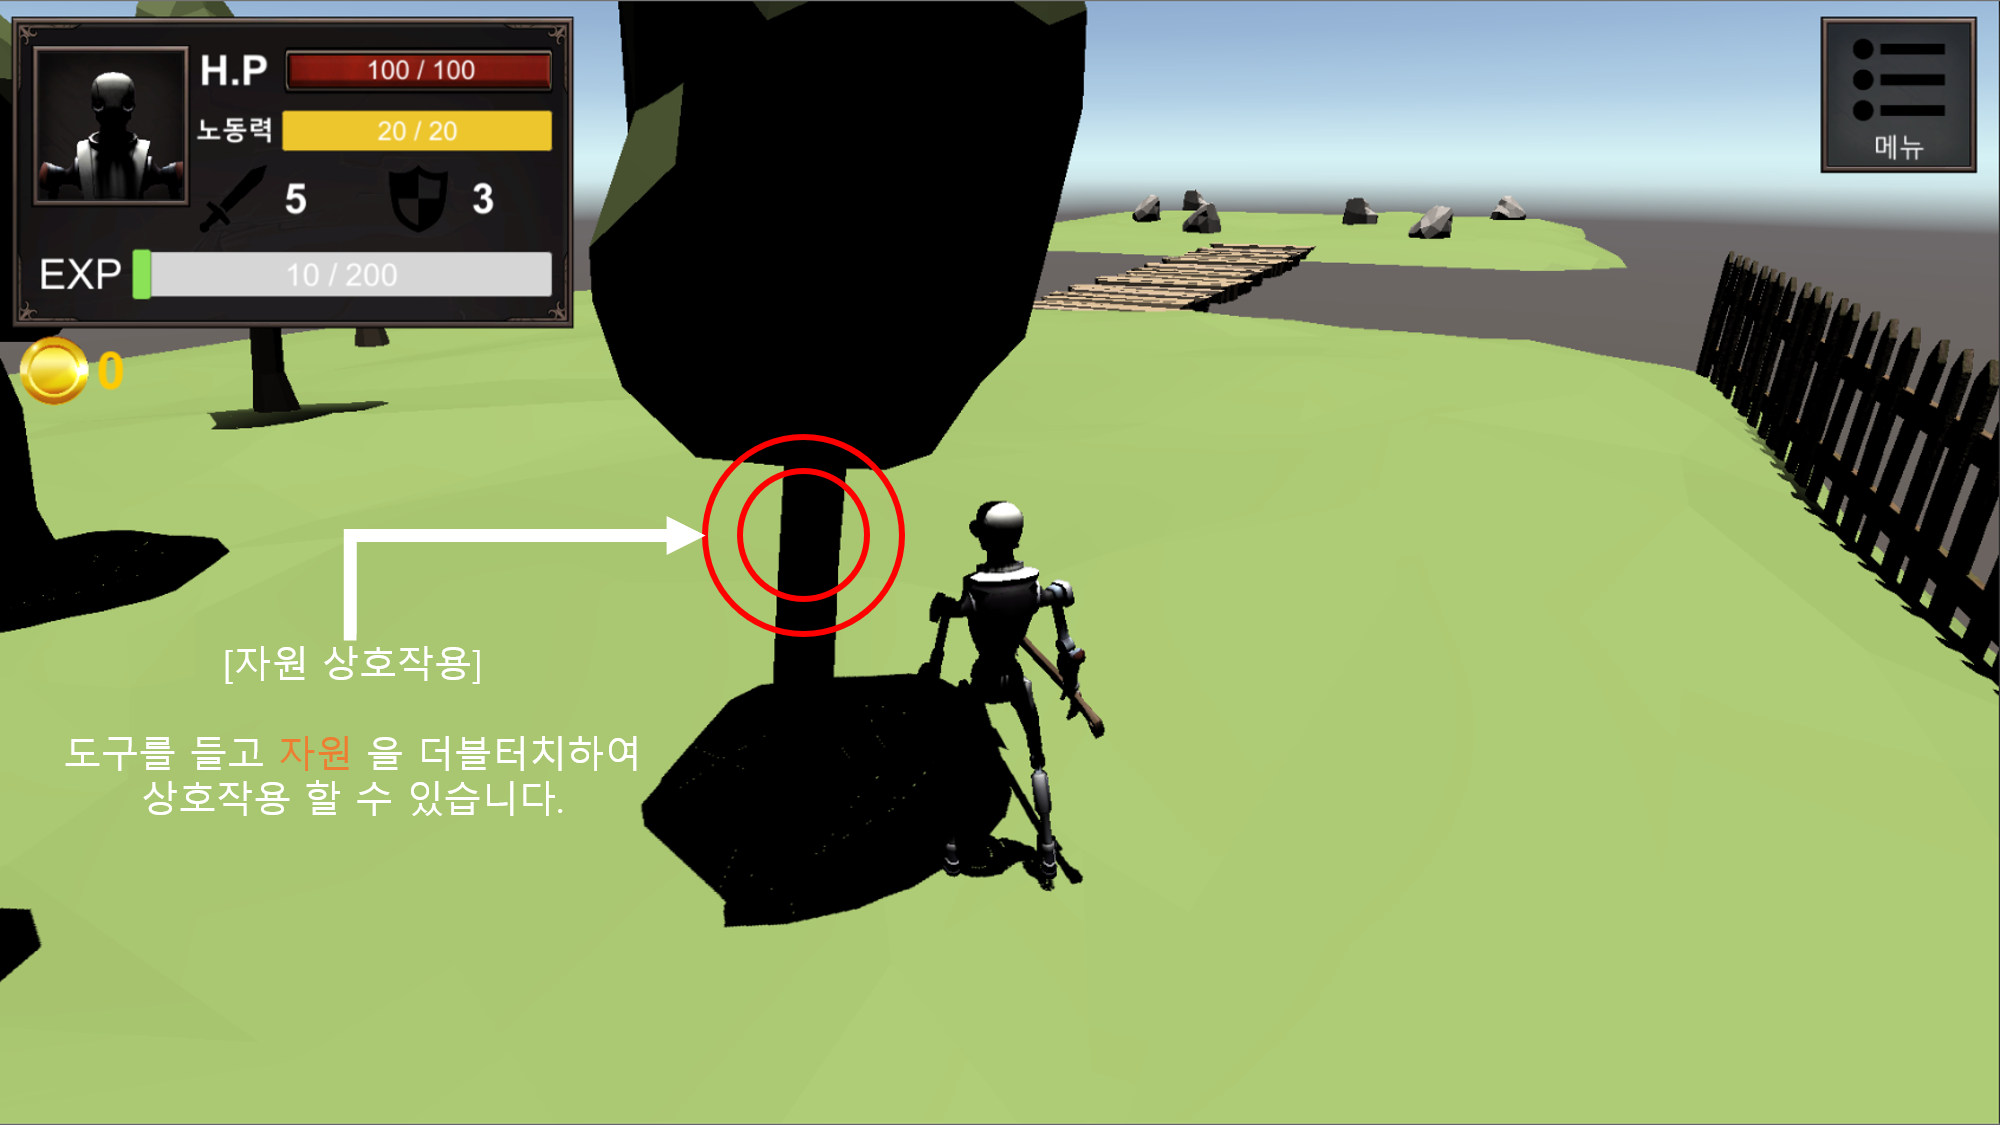 H.P 100 / 100
노동력 20 / 20
5 3
EXP 10 / 200
0
메뉴
[자원 상호작용]
도구를 들고 자원 을 더블터치하여
상호작용 할 수 있습니다.